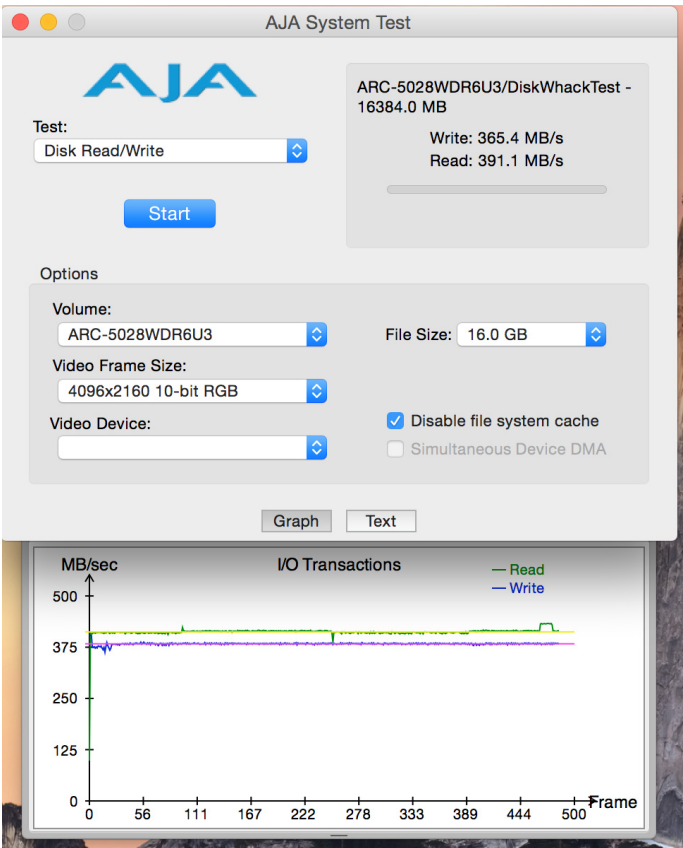 AJA System Test
AJA
ARC-5028WDR6U3/DiskWhackTest -
16384.0 MB
Write: 365.4 MB/s
Read: 391.1 MB/s
Test:
Disk Read/Write
Start
Options
Volume:
ARC-5028WDR6U3
File Size: 16.0 GB
Video Frame Size:
4096x2160 10-bit RGB
Video Device:
Disable file system cache
Simultaneous Device DMA
Graph Text
MB/sec I/O Transactions
Read
Write
500
375
250
125
0
0 56 111 167 222 278 333 389 444 500 Frame